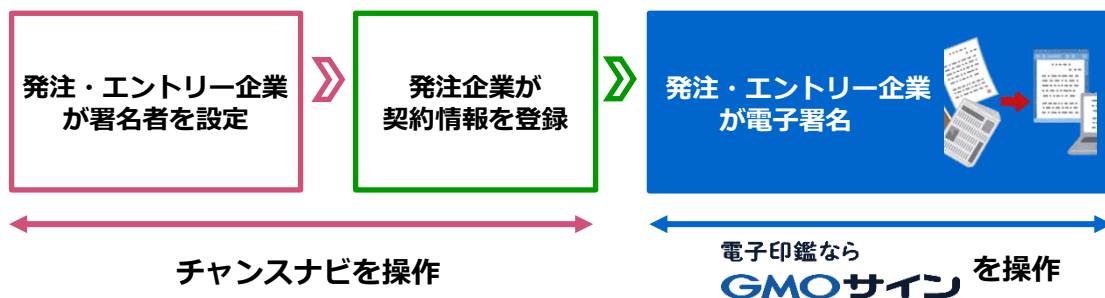 発注・エントリー企業
が署名者を設定
発注企業が
契約情報を登録
発注・エントリー企業
が電子署名
チャンスナビを操作
電子印鑑なら
GMOサイン を操作